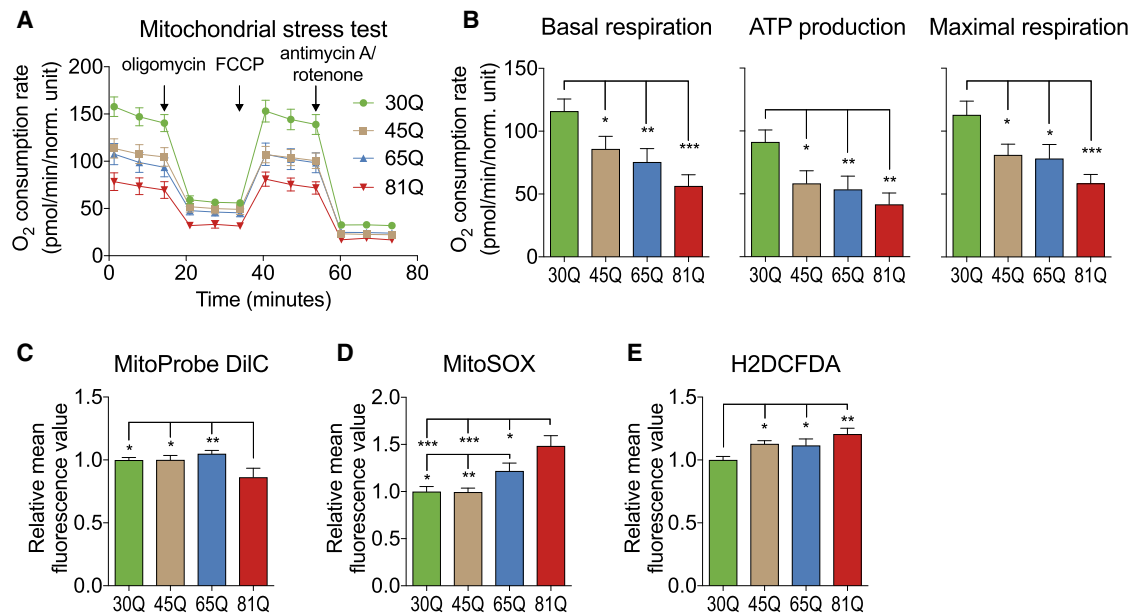 A
Mitochondrial stress test
oligomycin FCCP antimycin A/
rotenone
O2 consumption rate
(pmol/min/norm. unit)
200
150
100
50
0
0 20 40 60 80
Time (minutes)
30Q
45Q
65Q
81Q
B
Basal respiration ATP production Maximal respiration
O2 consumption rate
(pmol/min/norm. unit)
150
100
50
0
* ** ***
* ** **
* * ***
30Q 45Q 65Q 81Q
30Q 45Q 65Q 81Q
30Q 45Q 65Q 81Q
C
MitoProbe DilC
Relative mean
fluorescence value
1.5
1.0
0.5
0.0
* * **
30Q 45Q 65Q 81Q
D
MitoSOX
Relative mean
fluorescence value
2.0
1.5
1.0
0.5
0.0
*** *** *
* **
30Q 45Q 65Q 81Q
E
H2DCFDA
Relative mean
fluorescence value
1.5
1.0
0.5
0.0
* * **
30Q 45Q 65Q 81Q